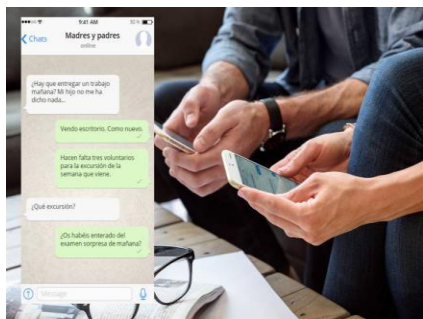 9:41 AM
Chats
Madres y padres
online
¿Hay que entregar un trabajo
mañana? Mi hijo no me ha
dicho nada...
Vendo escritorio. Como nuevo.
Hacen falta tres voluntarios
para la excursión de la
semana que viene.
¿Qué excursión?
¿Os habéis enterado del
examen sorpresa de mañana?
Message